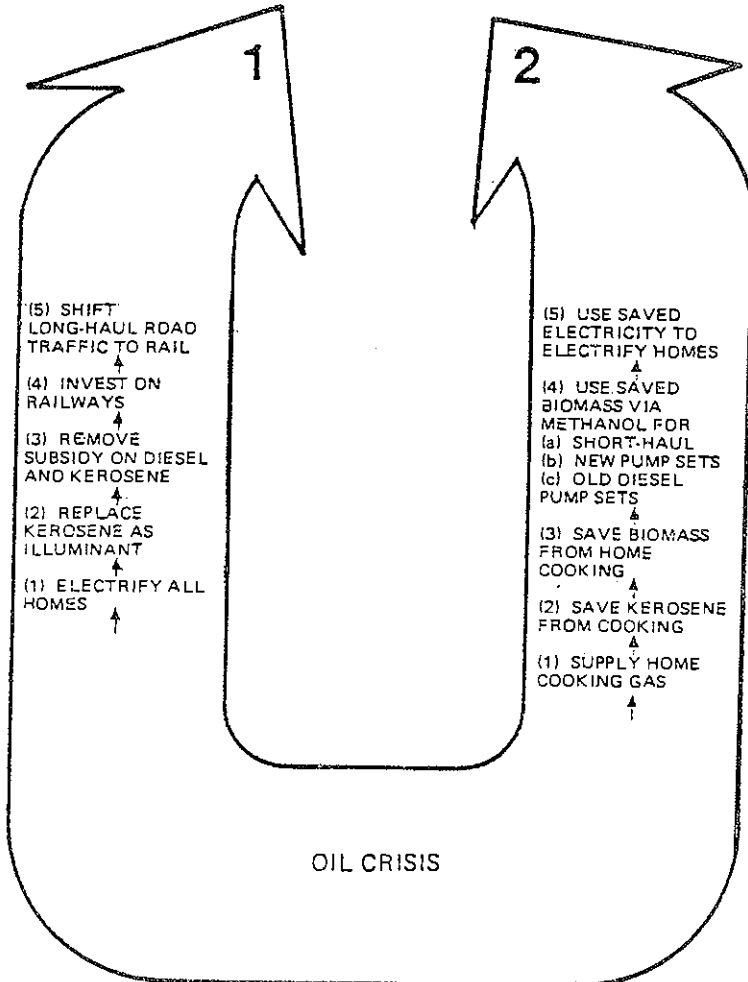 1
2
(5) SHIFT
LONG-HAUL ROAD
TRAFFIC TO RAIL
(4) INVEST ON
RAILWAYS
(3) REMOVE
SUBSIDY ON DIESEL
AND KEROSENE
(2) REPLACE
KEROSENE AS
ILLUMINANT
(1) ELECTRIFY ALL
HOMES
(5) USE SAVED
ELECTRICITY TO
ELECTRIFY HOMES
(4) USE SAVED
BIOMASS VIA
METHANOL FOR
(a) SHORT-HAUL
(b) NEW PUMP SETS
(c) OLD DIESEL
PUMP SETS
(3) SAVE BIOMASS
FROM HOME
COOKING
(2) SAVE KEROSENE
FROM COOKING
(1) SUPPLY HOME
COOKING GAS
OIL CRISIS